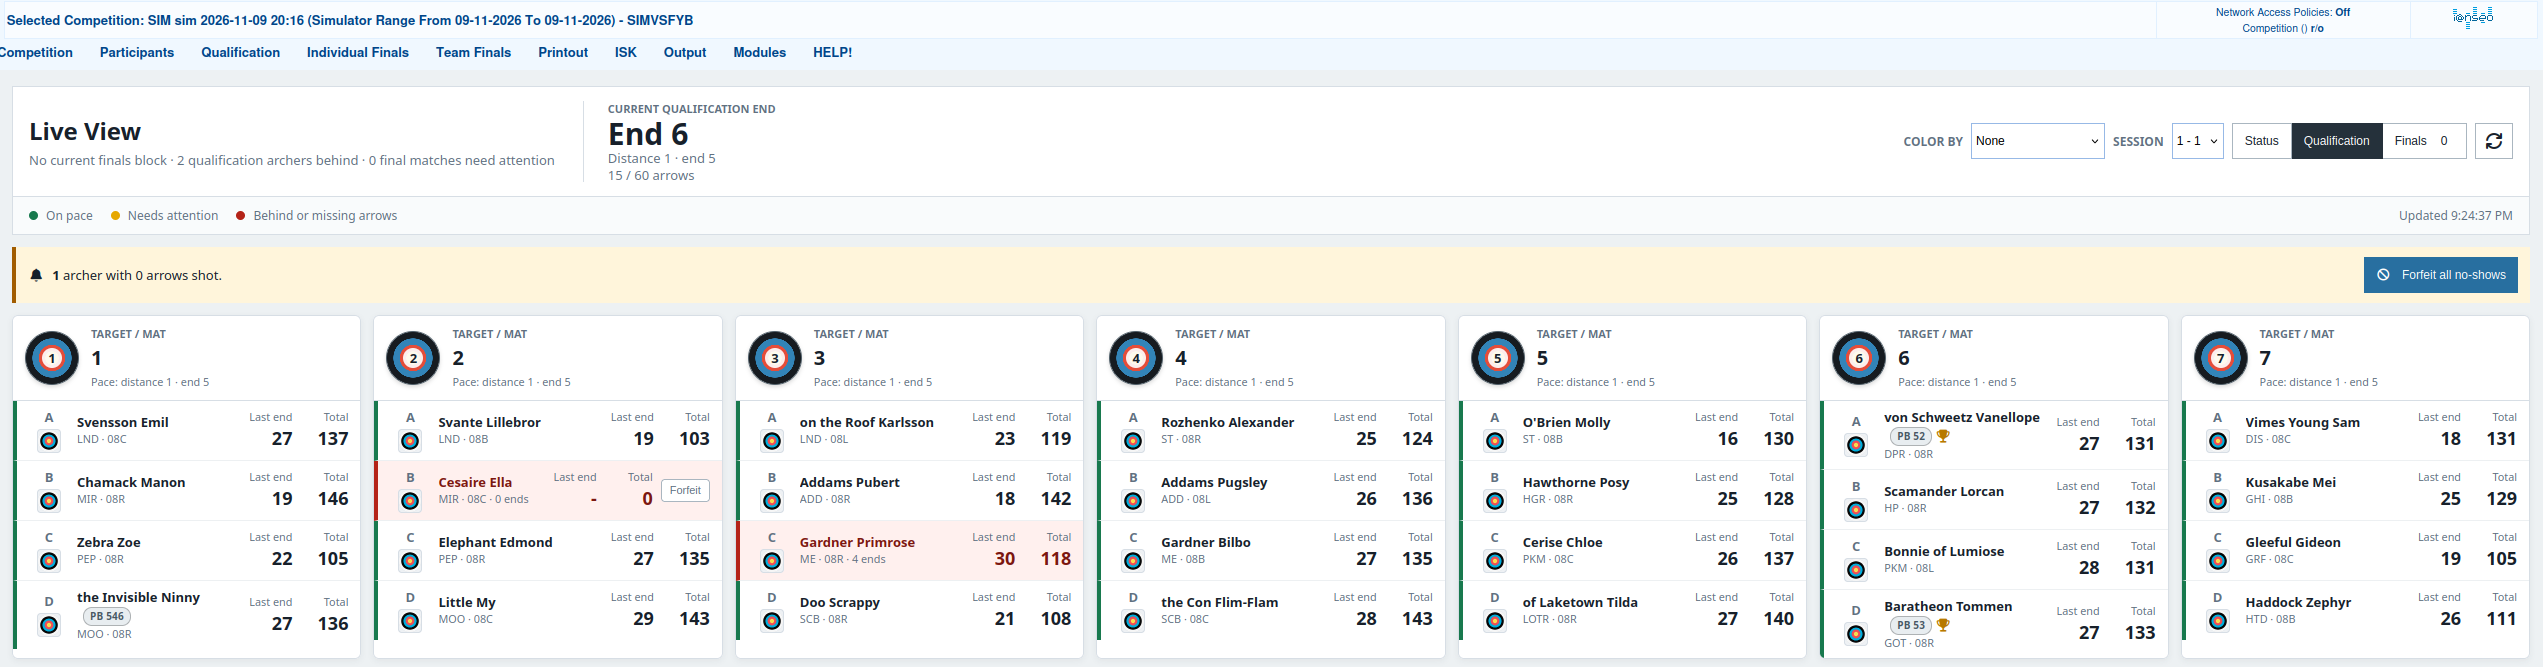 Selected Competition: SIM sim 2026-11-09 20:16 (Simulator Range From 09-11-2026 To 09-11-2026) - SIMVSFYB
Network Access Policies: Off
Competition () r/o
i@nseo
Competition Participants Qualification Individual Finals Team Finals Printout ISK Output Modules HELP!
Live View
No current finals block · 2 qualification archers behind · 0 final matches need attention
CURRENT QUALIFICATION END
End 6
Distance 1 · end 5
15 / 60 arrows
COLOR BY None SESSION 1 - 1 Status Qualification Finals 0
On pace Needs attention Behind or missing arrows
Updated 9:24:37 PM
1 archer with 0 arrows shot.
Forfeit all no-shows
1
TARGET / MAT
1
Pace: distance 1 · end 5
A Svensson Emil Last end Total
LND · 08C 27 137
B Chamack Manon Last end Total
MIR · 08R 19 146
C Zebra Zoe Last end Total
PEP · 08R 22 105
D the Invisible Ninny Last end Total
PB 546
MOO · 08R 27 136
2
TARGET / MAT
2
Pace: distance 1 · end 5
A Svante Lillebror Last end Total
LND · 08B 19 103
B Cesaire Ella Last end Total
MIR · 08C · 0 ends - 0 Forfeit
C Elephant Edmond Last end Total
PEP · 08R 27 135
D Little My Last end Total
MOO · 08C 29 143
3
TARGET / MAT
3
Pace: distance 1 · end 5
A on the Roof Karlsson Last end Total
LND · 08L 23 119
B Addams Pubert Last end Total
ADD · 08R 18 142
C Gardner Primrose Last end Total
ME · 08R · 4 ends 30 118
D Doo Scrappy Last end Total
SCB · 08R 21 108
4
TARGET / MAT
4
Pace: distance 1 · end 5
A Rozhenko Alexander Last end Total
ST · 08R 25 124
B Addams Pugsley Last end Total
ADD · 08L 26 136
C Gardner Bilbo Last end Total
ME · 08B 27 135
D the Con Flim-Flam Last end Total
SCB · 08C 28 143
5
TARGET / MAT
5
Pace: distance 1 · end 5
A O'Brien Molly Last end Total
ST · 08B 16 130
B Hawthorne Posy Last end Total
HGR · 08R 25 128
C Cerise Chloe Last end Total
PKM · 08C 26 137
D of Laketown Tilda Last end Total
LOTR · 08R 27 140
6
TARGET / MAT
6
Pace: distance 1 · end 5
A von Schweetz Vanellope Last end Total
PB 52
DPR · 08R 27 131
B Scamander Lorcan Last end Total
HP · 08R 27 132
C Bonnie of Lumiose Last end Total
PKM · 08L 28 131
D Baratheon Tommen Last end Total
PB 53
GOT · 08R 27 133
7
TARGET / MAT
7
Pace: distance 1 · end 5
A Vimes Young Sam Last end Total
DIS · 08C 18 131
B Kusakabe Mei Last end Total
GHI · 08B 25 129
C Gleeful Gideon Last end Total
GRF · 08C 19 105
D Haddock Zephyr Last end Total
HTD · 08B 26 111